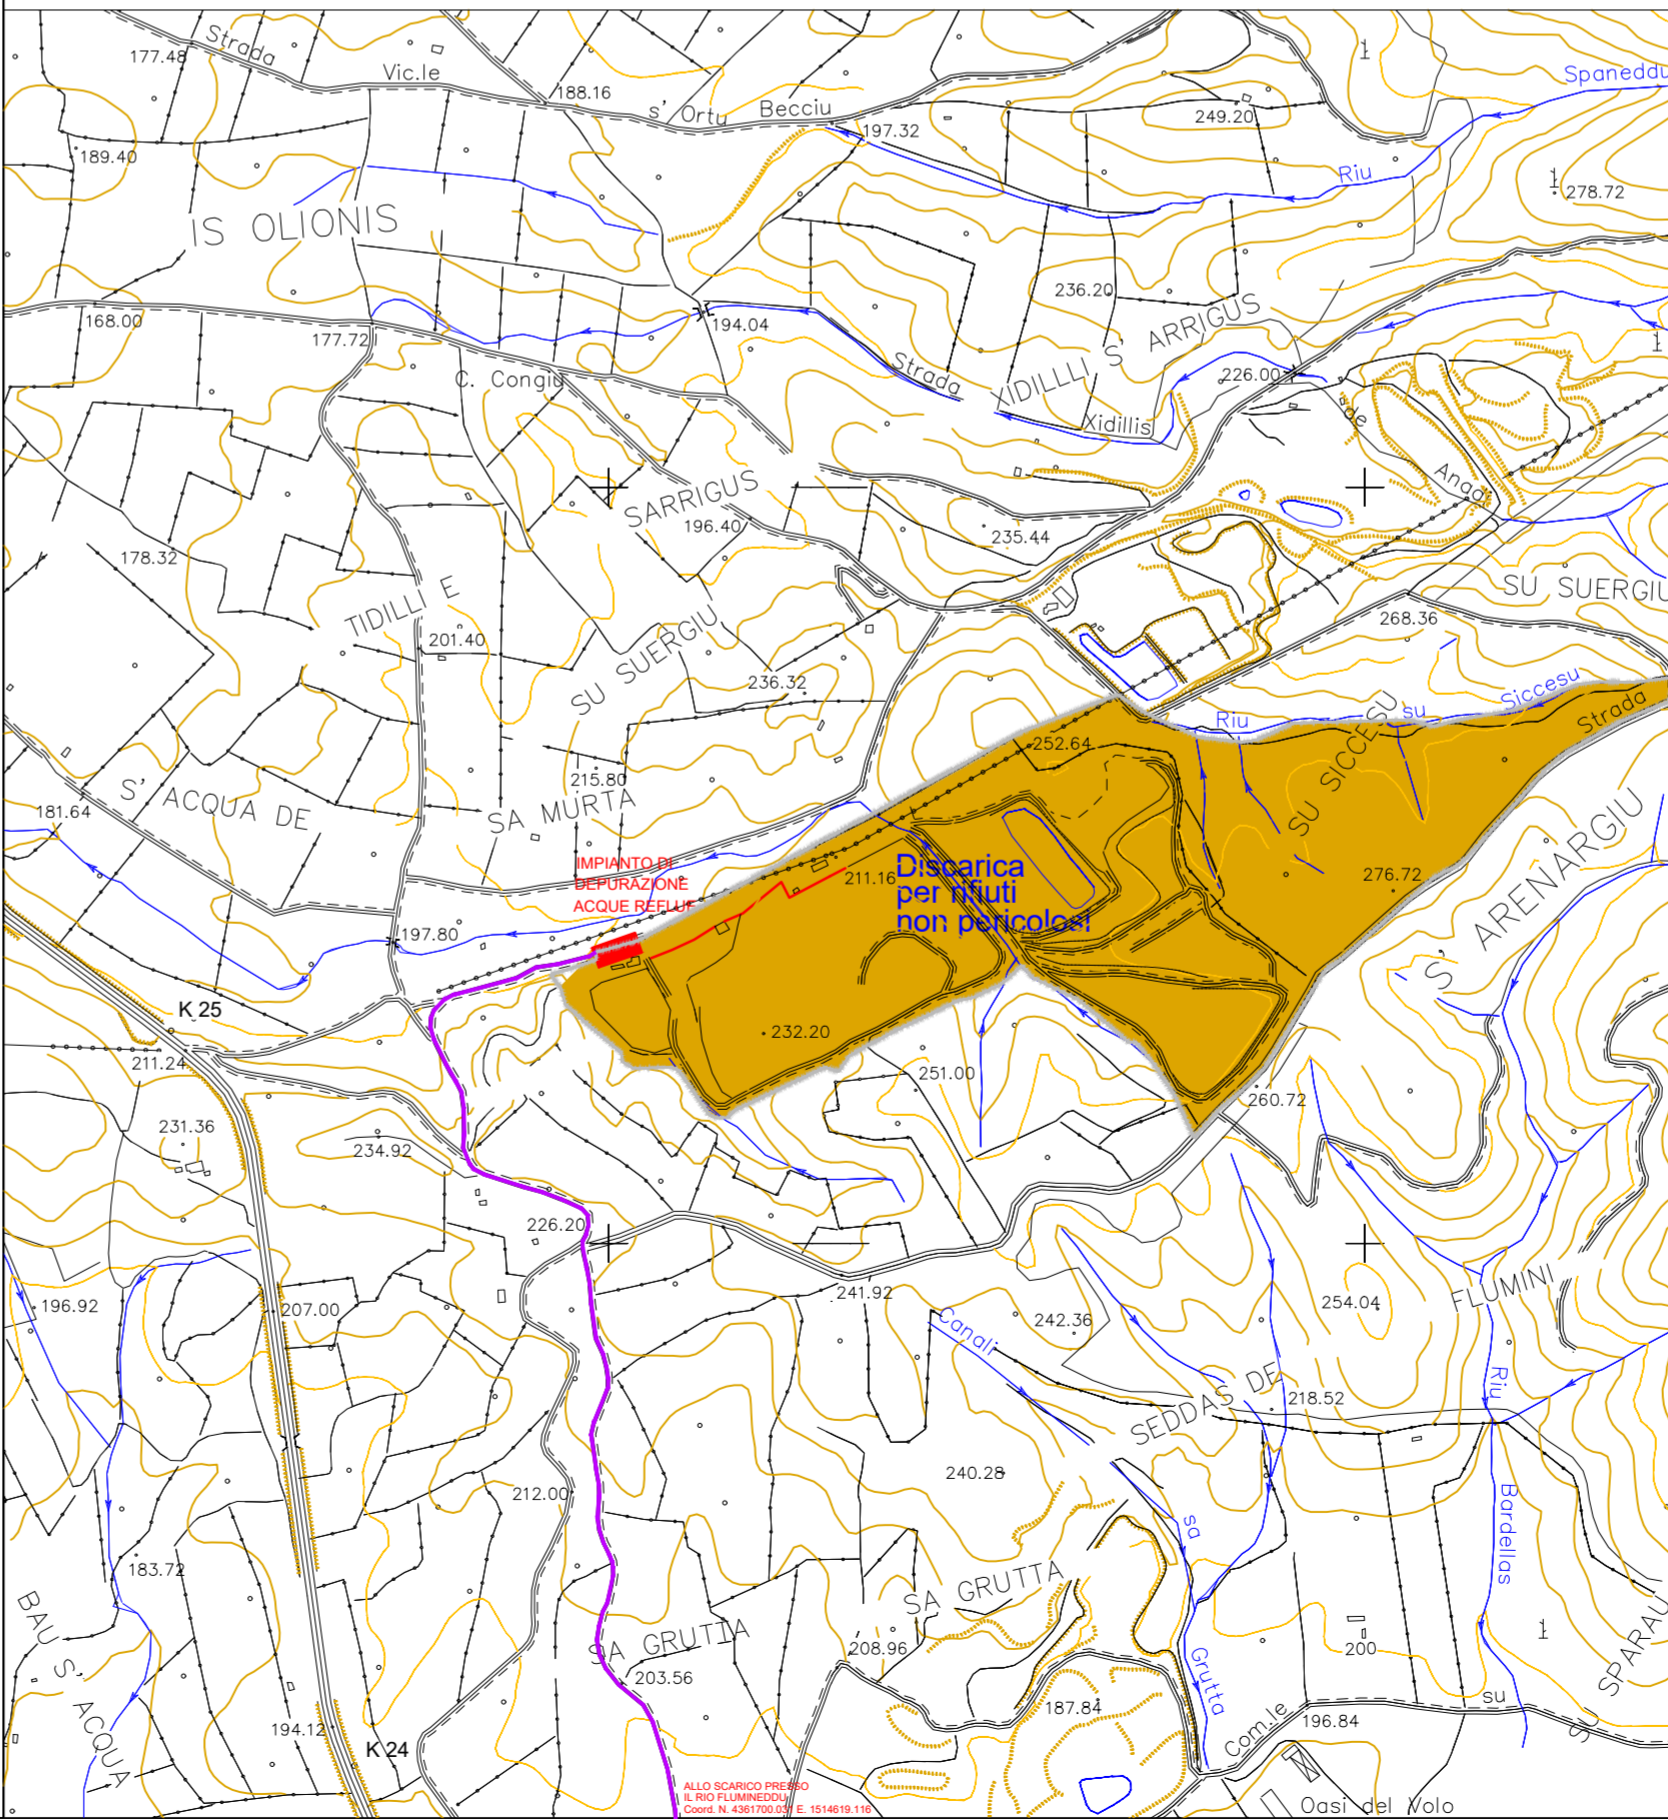 177.48
Strada
Vic.le
188.16
s' Ortu
Becciu
197.32
249.20
Spaneddu
Riu
278.72
189.40
IS OLIONIS
236.20
168.00
177.72
194.04
C. Congiu
Strada
XIDILLLI S' ARRIGUS
226.00
Xidillis
de
SARRIGUS
196.40
235.44
178.32
TIDILLI E
201.40
SU SUERGIU
236.32
SU SUERGIU
268.36
Riu su Siccesu
Strada
252.64
SU SICCESU
215.80
SA MURTA
181.64
S' ACQUA DE
IMPIANTO DI
DEPURAZIONE
ACQUE REFLUE
211.16
Discarica
per rifiuti
non pericolosi
276.72
S' ARENARGIU
197.80
K 25
211.24
232.20
251.00
260.72
231.36
234.92
226.20
196.92
207.00
241.92
242.36
254.04
FLUMINI
Canali
SEDDAS DE
218.52
Riu
240.28
212.00
sa
Bardellas
183.72
SA GRUTTA
SA GRUTTA
208.96
203.56
Grutta
200
BAU S' ACQUA
187.84
su
SU SPARAU
194.12
K 24
Com.le
196.84
ALLO SCARICO PRESSO
IL RIO FLUMINEDDU
E. 1514619.116
Oasi del Volo